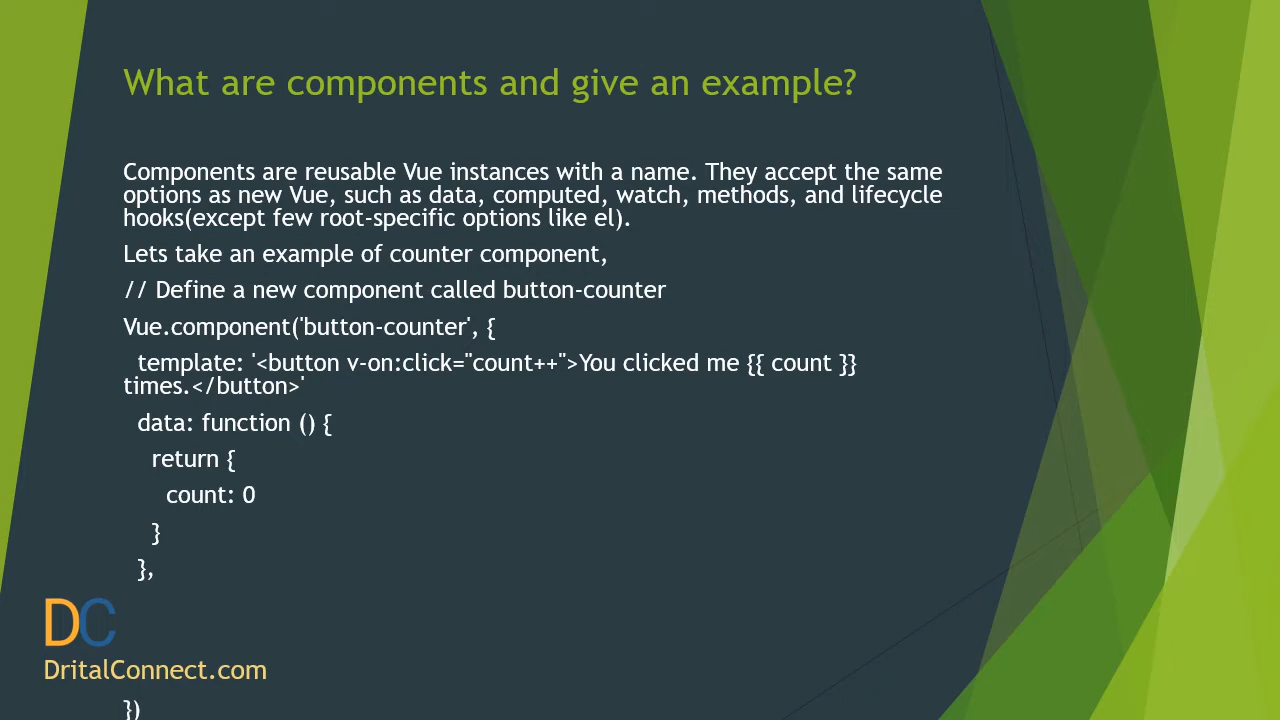 What are components and give an example?
Components are reusable Vue instances with a name. They accept the same
options as new Vue, such as data, computed, watch, methods, and lifecycle
hooks(except few root-specific options like el).
Lets take an example of counter component,
// Define a new component called button-counter
Vue.component('button-counter', {
template: '<button v-on:click="count++">You clicked me {{ count }}
times.</button>'
data: function () {
return {
count: 0
}
},
DC
DritalConnect.com
})